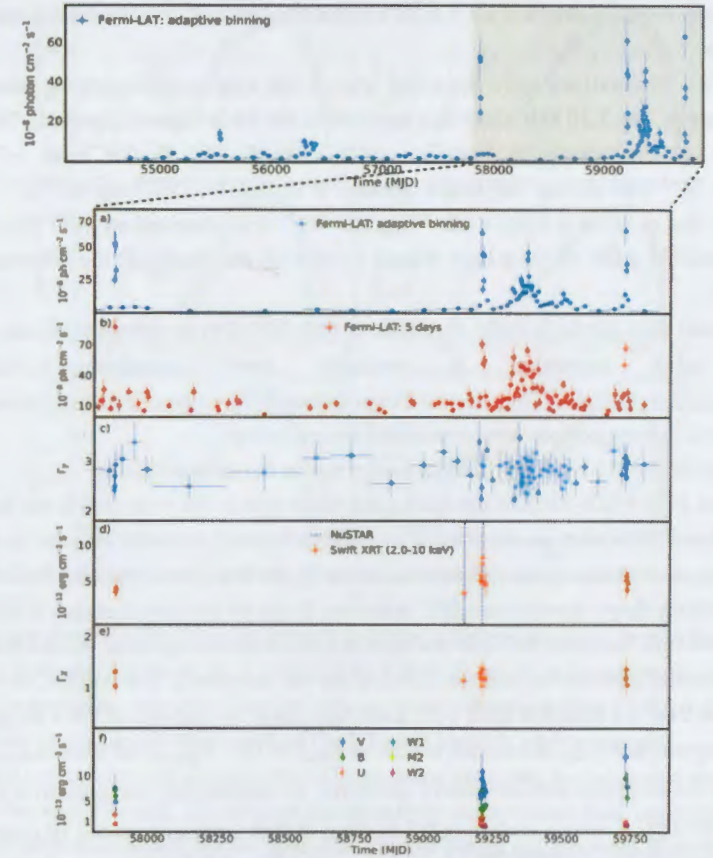 Fermi-LAT: adaptive binning
10⁻⁸ photon cm⁻² s⁻¹
60
40
20
55000 56000 57000 58000 59000
Time (MJD)
a)
Fermi-LAT: adaptive binning
10⁻⁸ ph cm⁻² s⁻¹
70
50
25
b)
Fermi-LAT: 5 days
10⁻⁸ ph cm⁻² s⁻¹
70
40
10
c)
Γγ
3
2
d)
NuSTAR
Swift XRT (2.0-10 keV)
10⁻¹³ erg cm⁻² s⁻¹
10
5
e)
2
1
f)
V W1
B M2
U W2
10⁻¹³ erg cm⁻² s⁻¹
10
5
1
58000 58250 58500 58750 59000 59250 59500 59750
Time (MJD)